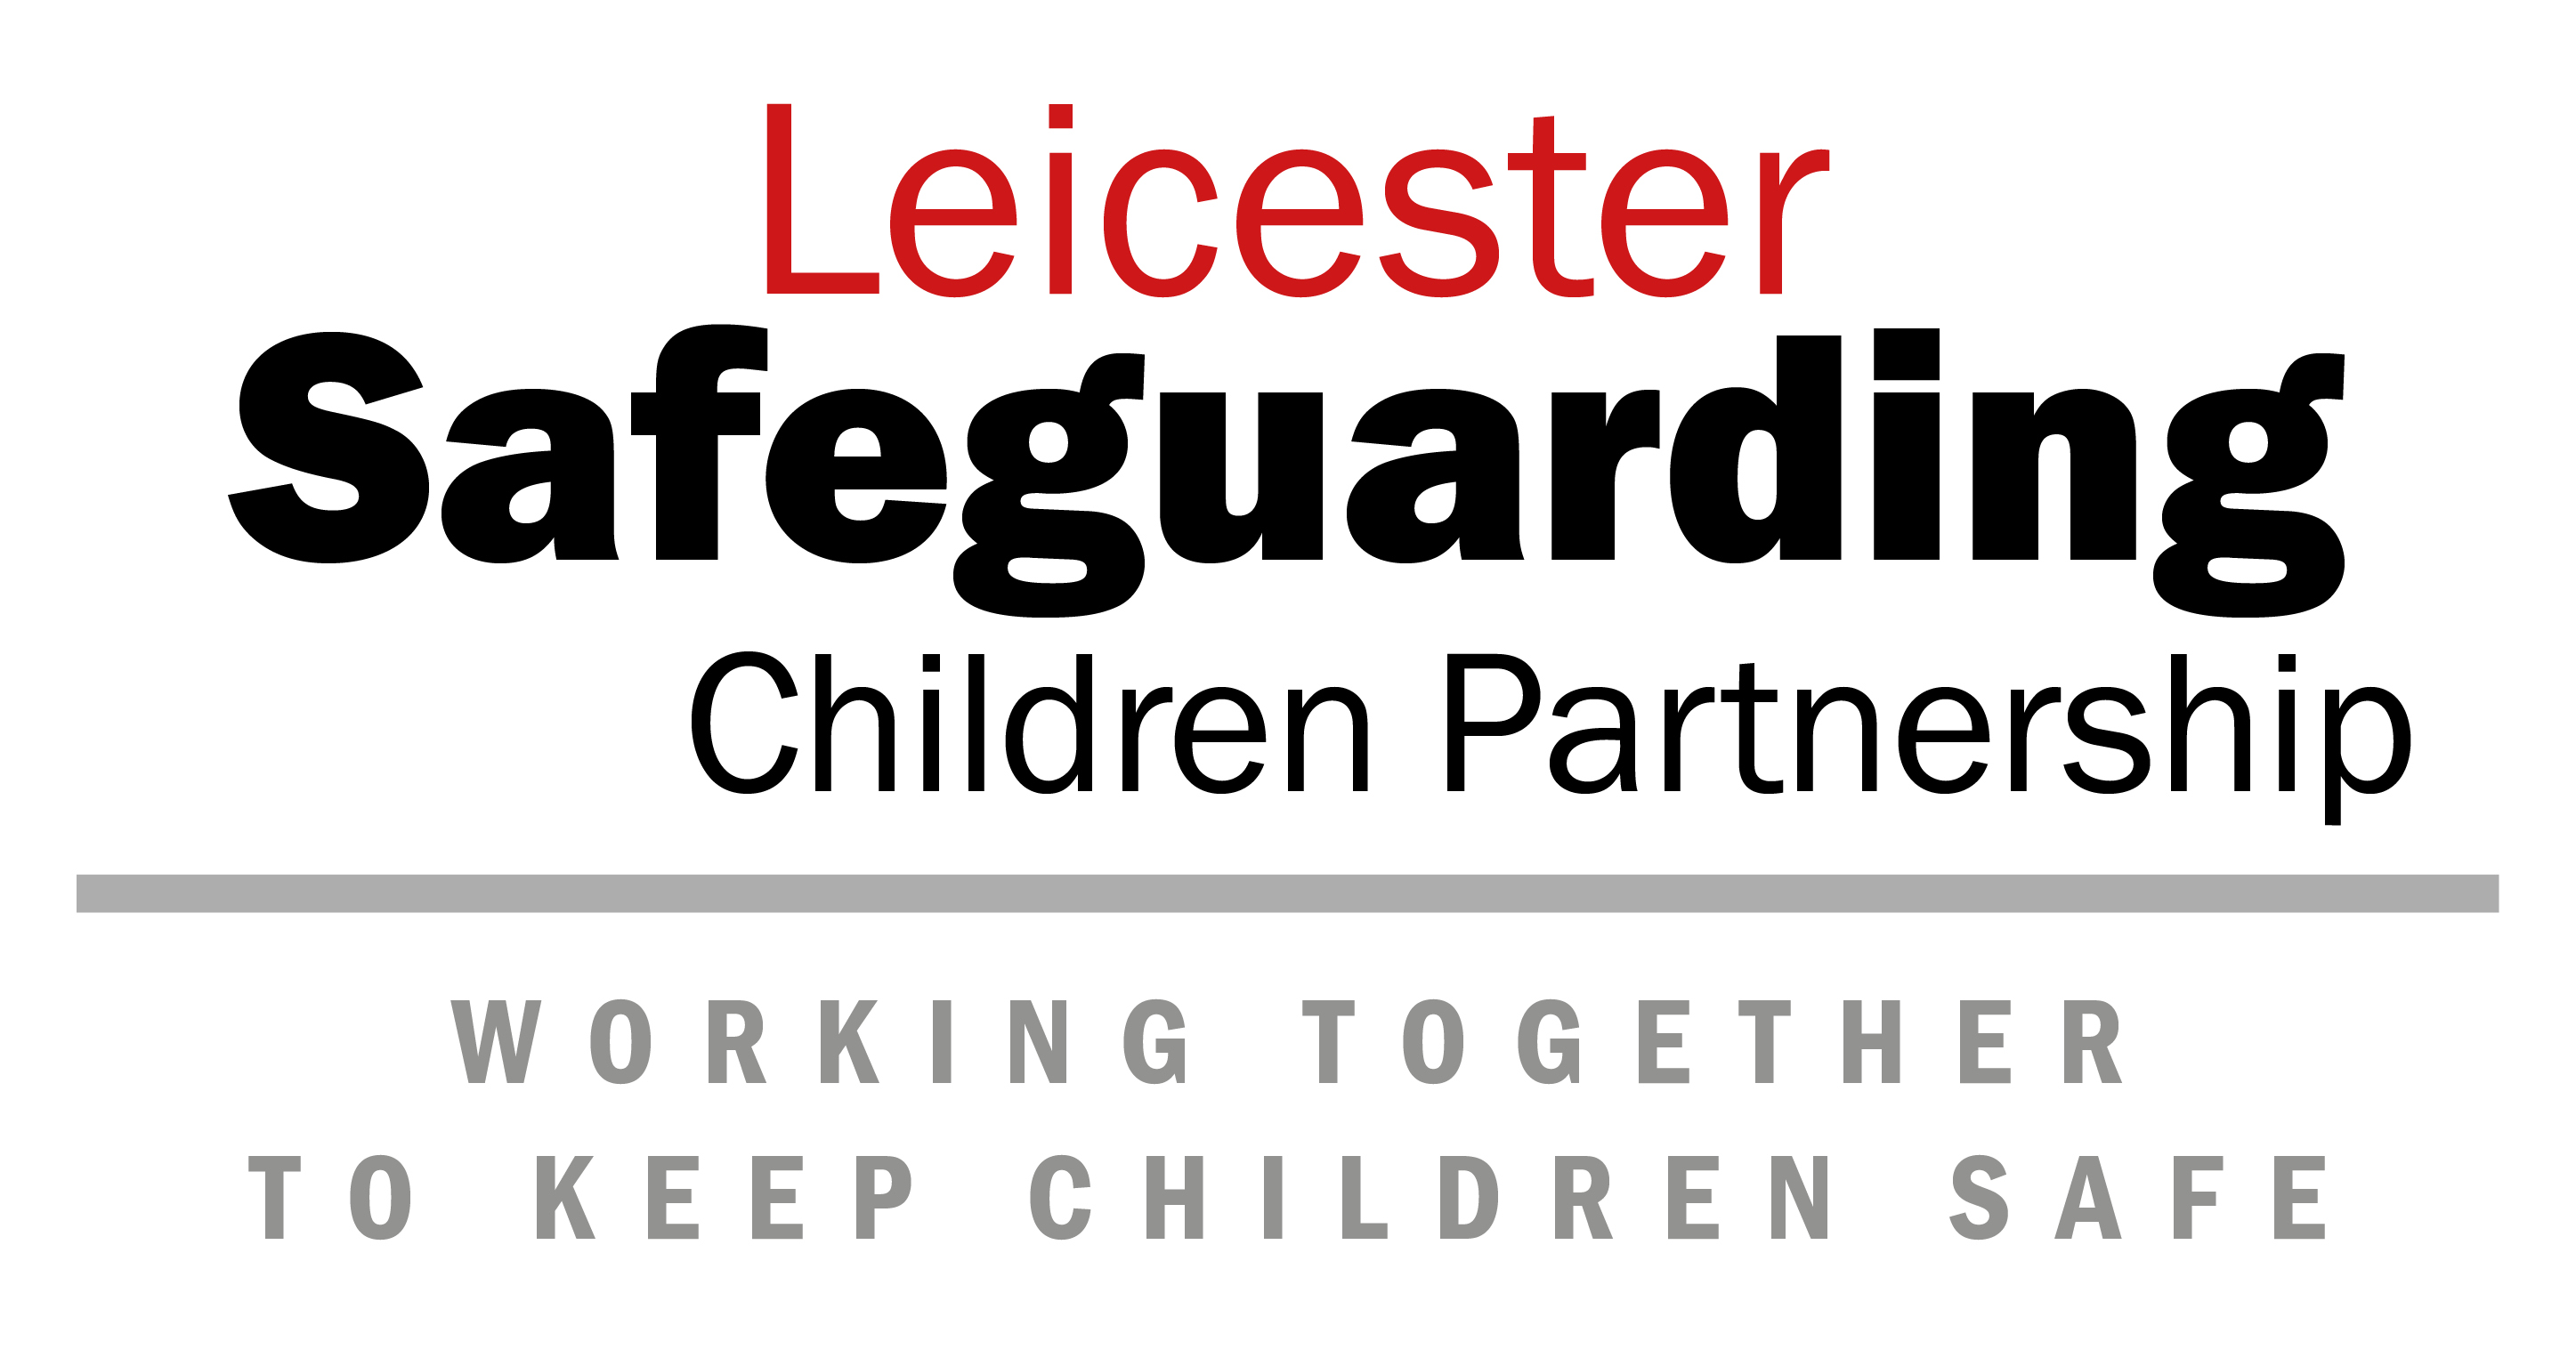 Leicester
Safeguarding
Children Partnership
WORKING TOGETHER
TO KEEP CHILDREN SAFE